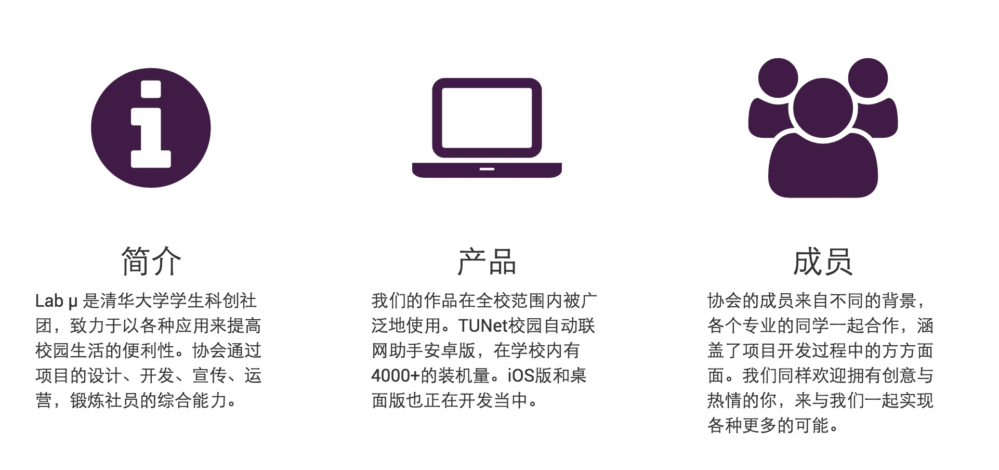 简介
Lab μ 是清华大学学生科创社
团，致力于以各种应用来提高
校园生活的便利性。协会通过
项目的设计、开发、宣传、运
营，锻炼社员的综合能力。
产品
我们的作品在全校范围内被广
泛地使用。TUNet校园自动联
网助手安卓版，在学校内有
4000+的装机量。iOS版和桌
面版也正在开发当中。
成员
协会的成员来自不同的背景，
各个专业的同学一起合作，涵
盖了项目开发过程中的方方面
面。我们同样欢迎拥有创意与
热情的你，来与我们一起实现
各种更多的可能。